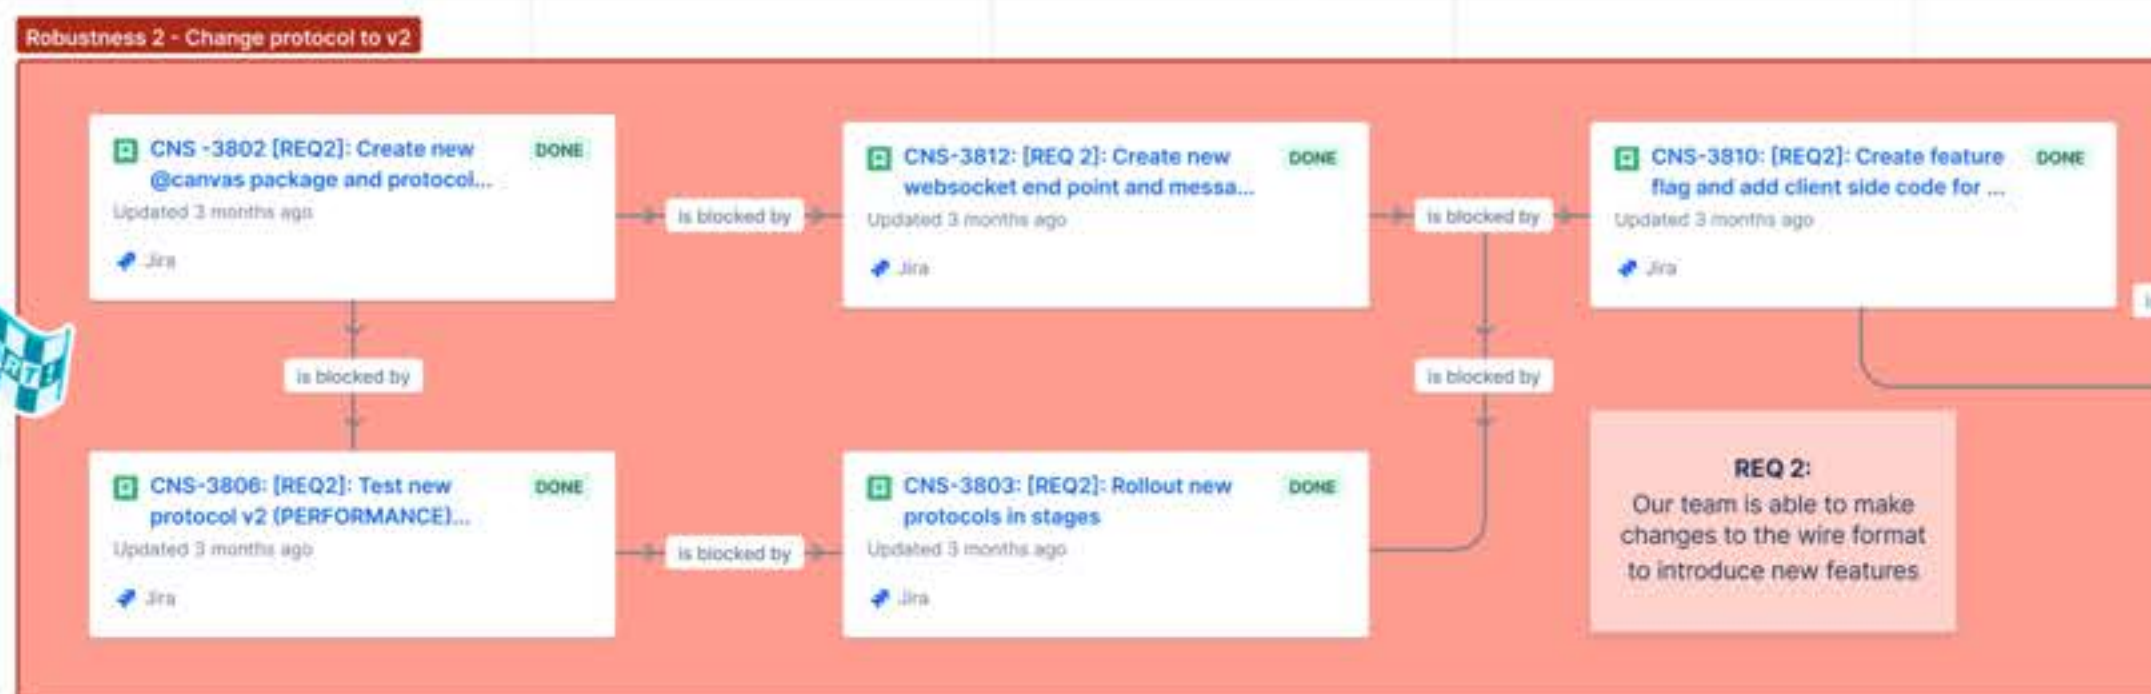 Robustness 2 - Change protocol to v2
CNS -3802 [REQ2]: Create new
@canvas package and protocol...
DONE
Updated 3 months ago
Jira
is blocked by
CNS-3812: [REQ 2]: Create new
websocket end point and messa...
DONE
Updated 3 months ago
Jira
is blocked by
CNS-3810: [REQ2]: Create feature
flag and add client side code for ...
DONE
Updated 3 months ago
Jira
is blocked by
is blocked by
CNS-3806: [REQ2]: Test new
protocol v2 (PERFORMANCE)...
DONE
Updated 3 months ago
Jira
is blocked by
CNS-3803: [REQ2]: Rollout new
protocols in stages
DONE
Updated 3 months ago
Jira
REQ 2:
Our team is able to make
changes to the wire format
to introduce new features